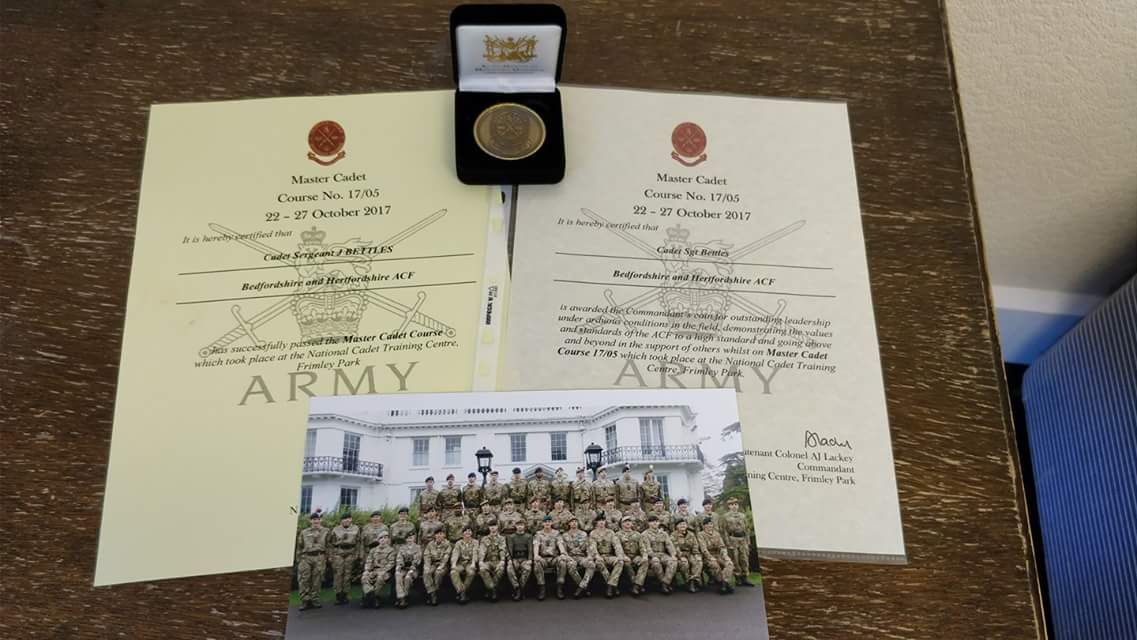 Master Cadet
Course No. 17/05
22 – 27 October 2017
It is hereby certified that
Cadet Sergeant J BETTLES
Bedfordshire and Hertfordshire ACF
has successfully passed the Master Cadet Course
which took place at the National Cadet Training Centre,
Frimley Park
ARMY
Master Cadet
Course No. 17/05
22 – 27 October 2017
It is hereby certified that
Cadet Sgt Bettles
Bedfordshire and Hertfordshire ACF
is awarded the Commandant's coin for outstanding leadership
under arduous conditions in the field, demonstrating the values
and standards of the ACF to a high standard and going above
and beyond in the support of others whilst on Master Cadet
Course 17/05 which took place at the National Cadet Training
Centre, Frimley Park.
ARMY
Colonel AJ Lackey
Commandant
Centre, Frimley Park